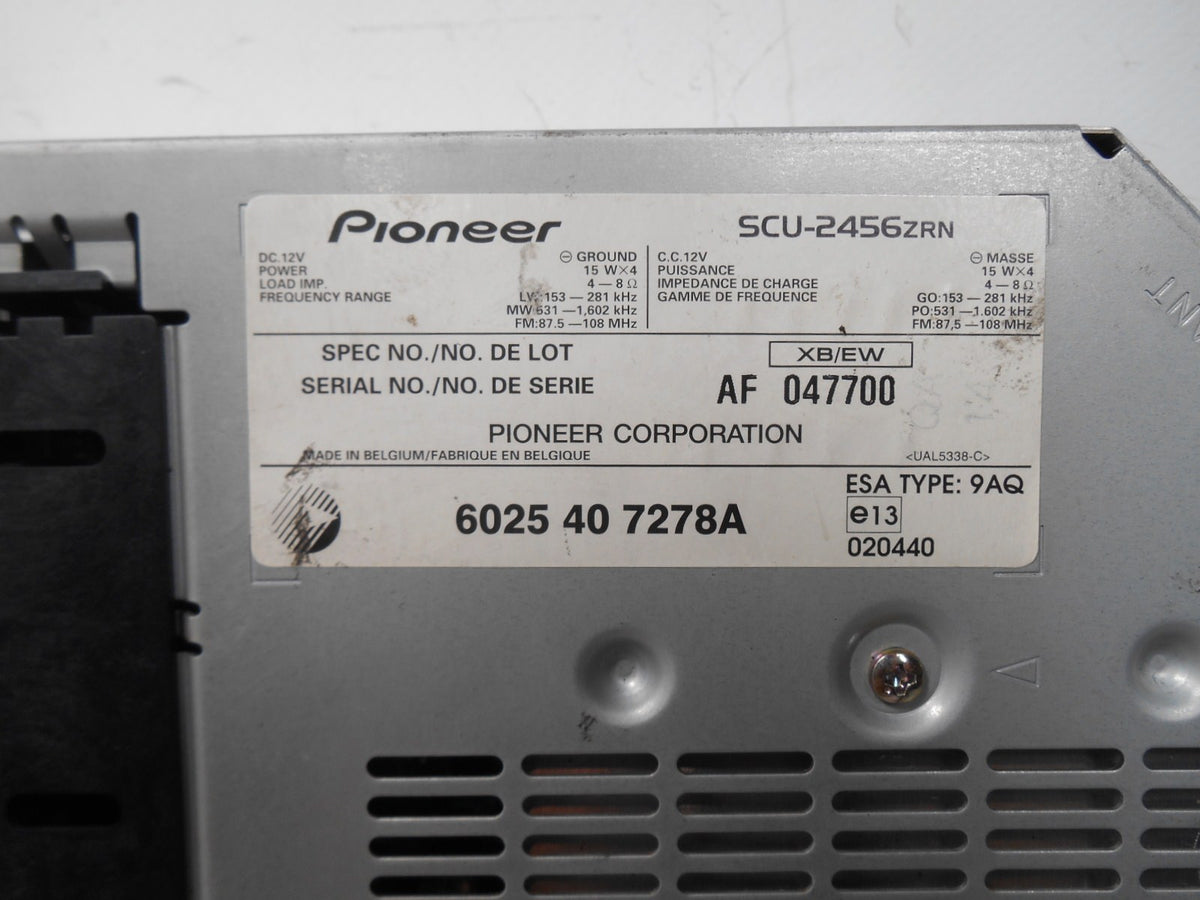 Pioneer SCU-2456ZRN
DC.12V ⊖ GROUND
POWER 15 W×4
LOAD IMP. 4 — 8 Ω
FREQUENCY RANGE LW:153 — 281 kHz
MW:531 —1,602 kHz
FM:87.5 —108 MHz
C.C.12V ⊖ MASSE
PUISSANCE 15 W×4
IMPEDANCE DE CHARGE 4 — 8 Ω
GAMME DE FREQUENCE GO:153 — 281 kHz
PO:531 —1.602 kHz
FM:87,5 —108 MHz
SPEC NO./NO. DE LOT XB/EW
SERIAL NO./NO. DE SERIE AF 047700
PIONEER CORPORATION
MADE IN BELGIUM/FABRIQUE EN BELGIQUE <UAL5338-C>
ESA TYPE: 9AQ
6025 40 7278A
e13
020440